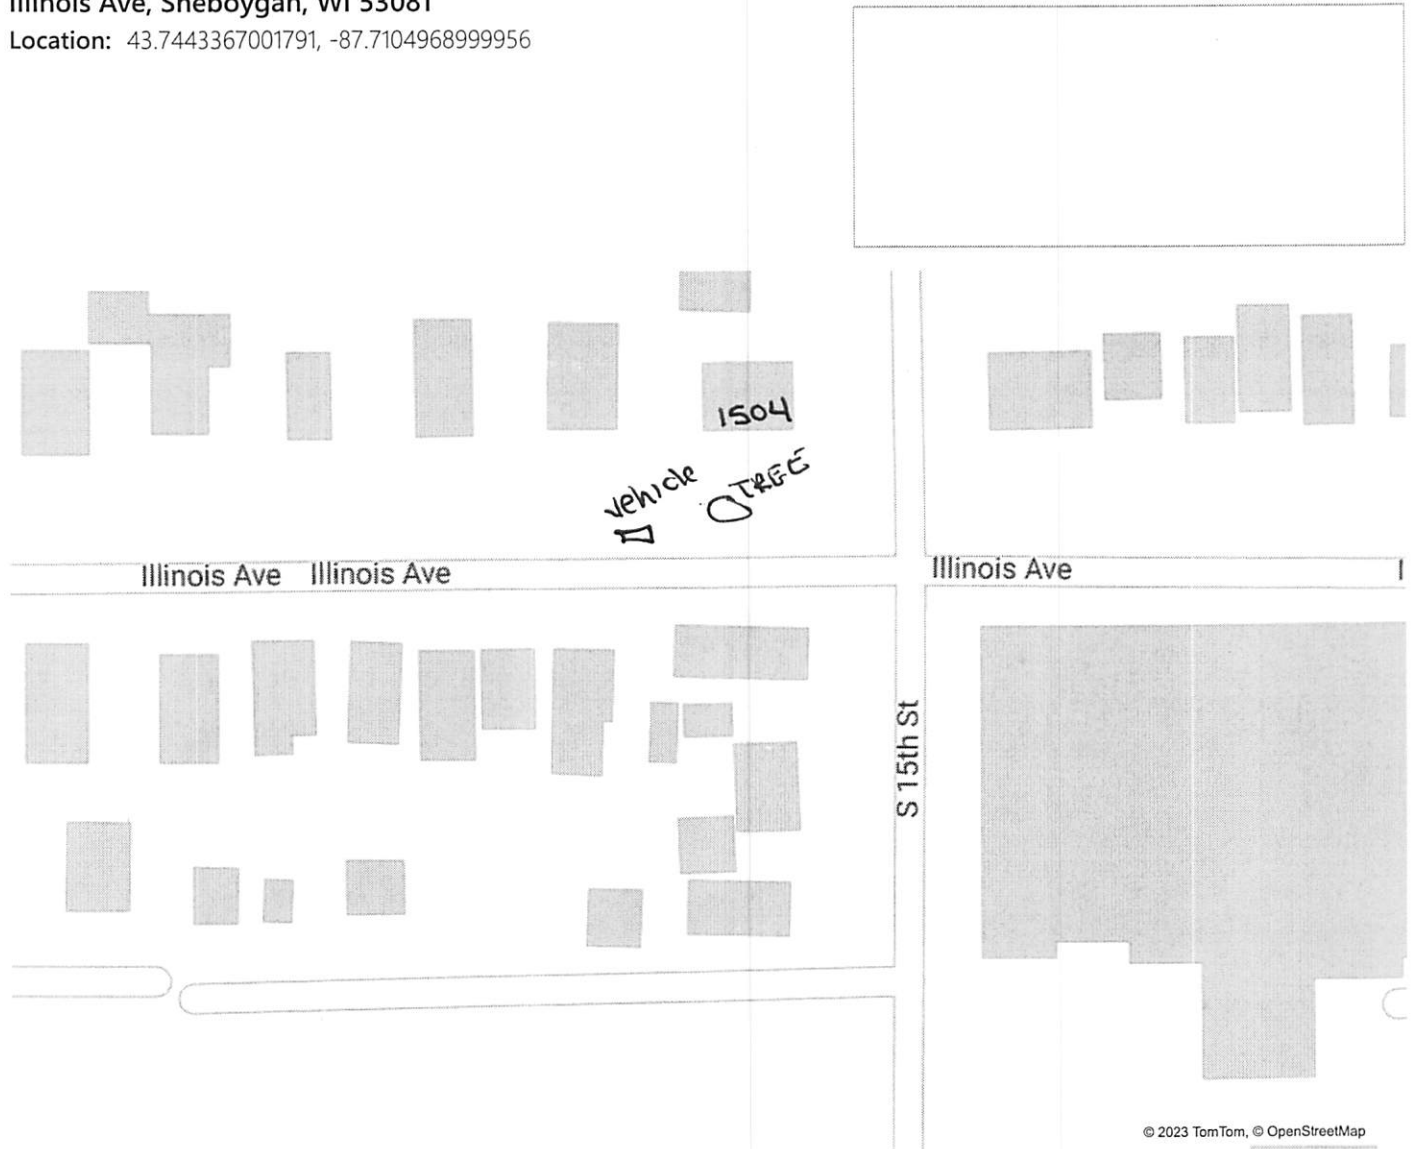 Illinois Ave, Sheboygan, WI 53081
Location: 43.7443367001791, -87.7104968999956
1504
vehicle
TREE
Illinois Ave Illinois Ave
Illinois Ave
I
S 15th St
© 2023 TomTom, © OpenStreetMap